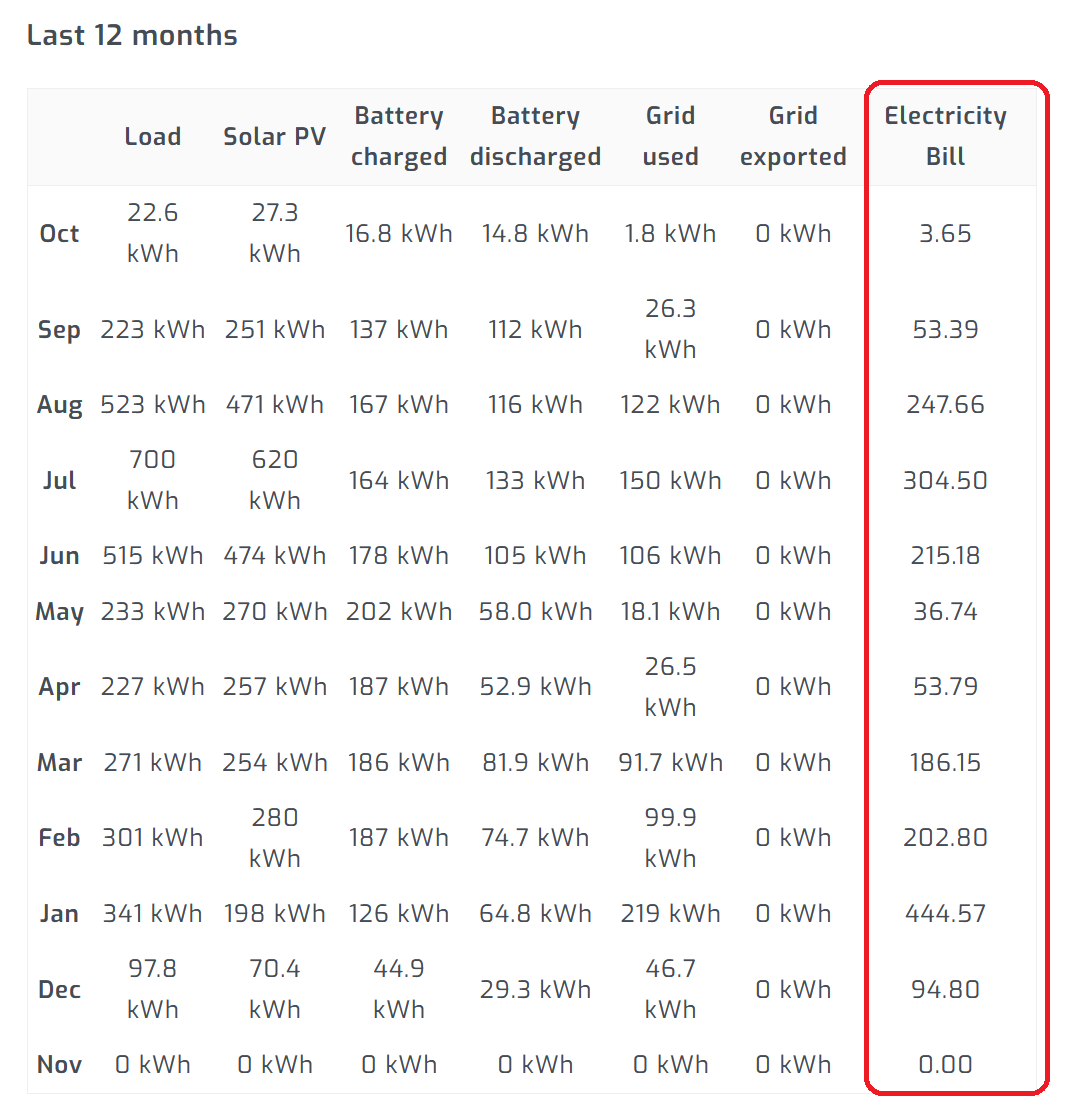 Last 12 months
Load Solar PV Battery charged Battery discharged Grid used Grid exported Electricity Bill
Oct 22.6 kWh 27.3 kWh 16.8 kWh 14.8 kWh 1.8 kWh 0 kWh 3.65
Sep 223 kWh 251 kWh 137 kWh 112 kWh 26.3 kWh 0 kWh 53.39
Aug 523 kWh 471 kWh 167 kWh 116 kWh 122 kWh 0 kWh 247.66
Jul 700 kWh 620 kWh 164 kWh 133 kWh 150 kWh 0 kWh 304.50
Jun 515 kWh 474 kWh 178 kWh 105 kWh 106 kWh 0 kWh 215.18
May 233 kWh 270 kWh 202 kWh 58.0 kWh 18.1 kWh 0 kWh 36.74
Apr 227 kWh 257 kWh 187 kWh 52.9 kWh 26.5 kWh 0 kWh 53.79
Mar 271 kWh 254 kWh 186 kWh 81.9 kWh 91.7 kWh 0 kWh 186.15
Feb 301 kWh 280 kWh 187 kWh 74.7 kWh 99.9 kWh 0 kWh 202.80
Jan 341 kWh 198 kWh 126 kWh 64.8 kWh 219 kWh 0 kWh 444.57
Dec 97.8 kWh 70.4 kWh 44.9 kWh 29.3 kWh 46.7 kWh 0 kWh 94.80
Nov 0 kWh 0 kWh 0 kWh 0 kWh 0 kWh 0 kWh 0.00